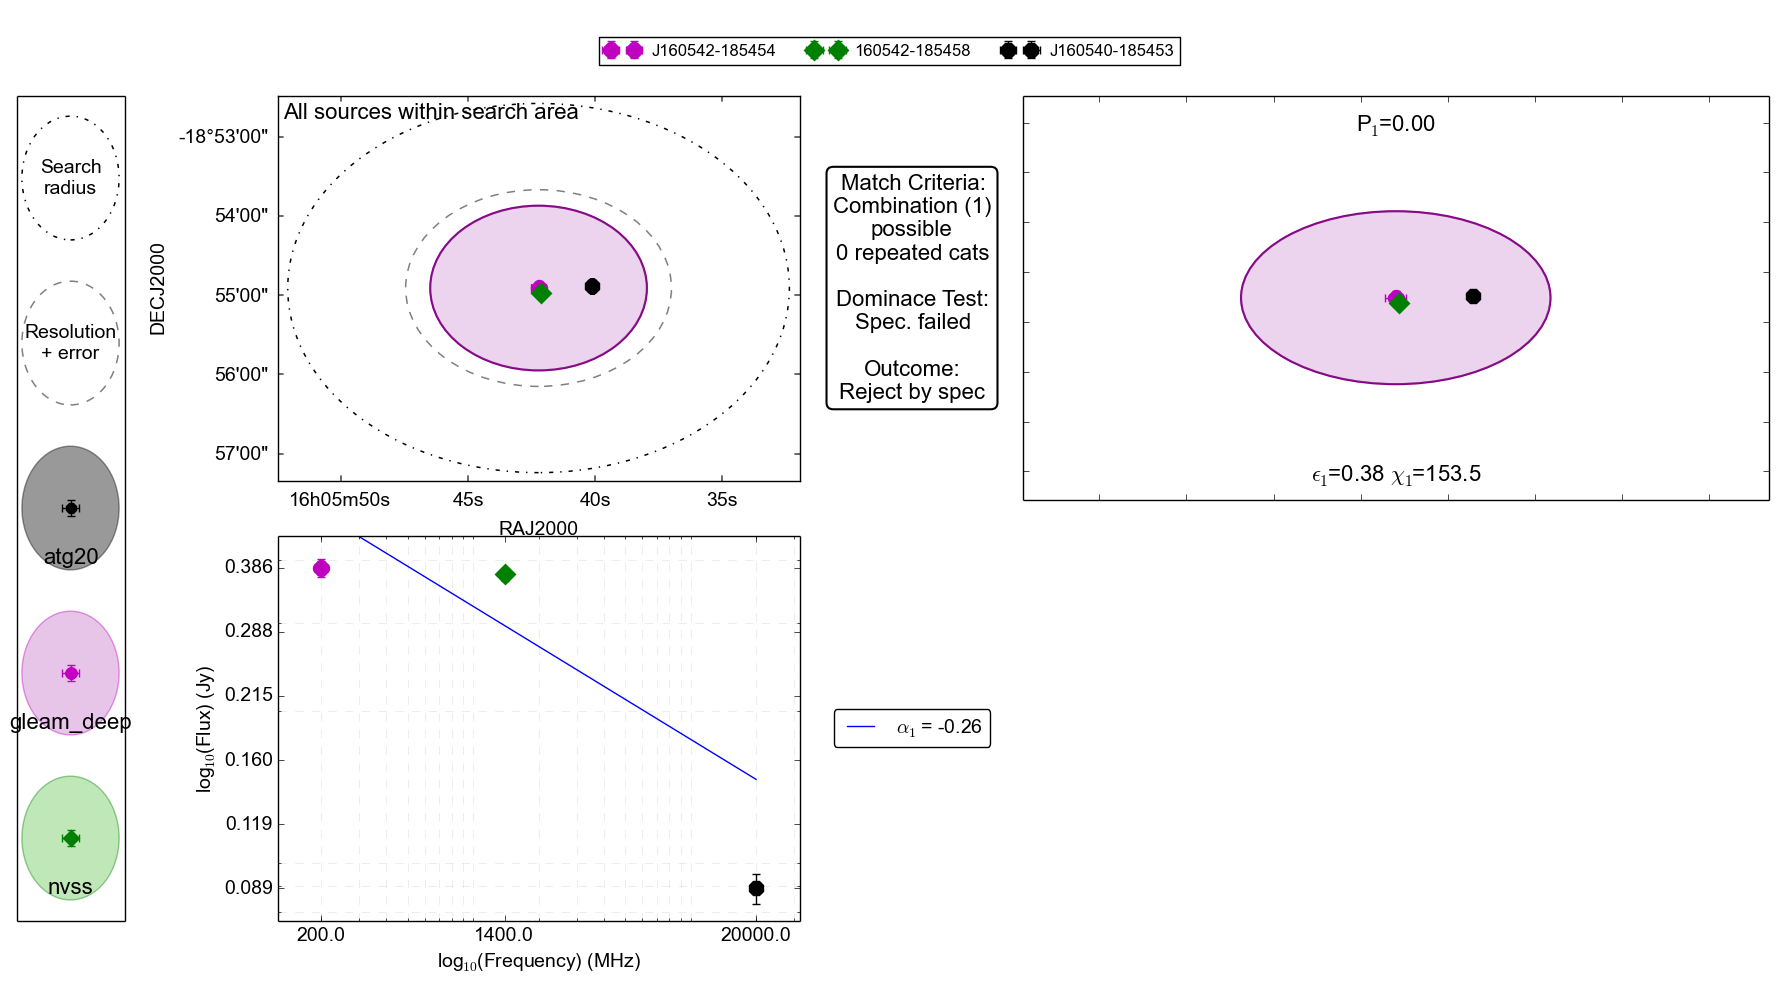 J160542-185454
160542-185458
J160540-185453
Search
radius
Resolution
+ error
atg20
gleam_deep
nvss
All sources within search area
DECJ2000
-18°53'00"
54'00"
55'00"
56'00"
57'00"
16h05m50s
45s
40s
35s
RAJ2000
Match Criteria:
Combination (1)
possible
0 repeated cats
Dominace Test:
Spec. failed
Outcome:
Reject by spec
P₁=0.00
ϵ₁=0.38 χ₁=153.5
log₁₀(Flux) (Jy)
0.386
0.288
0.215
0.160
0.119
0.089
200.0
1400.0
20000.0
log₁₀(Frequency) (MHz)
α₁ = -0.26